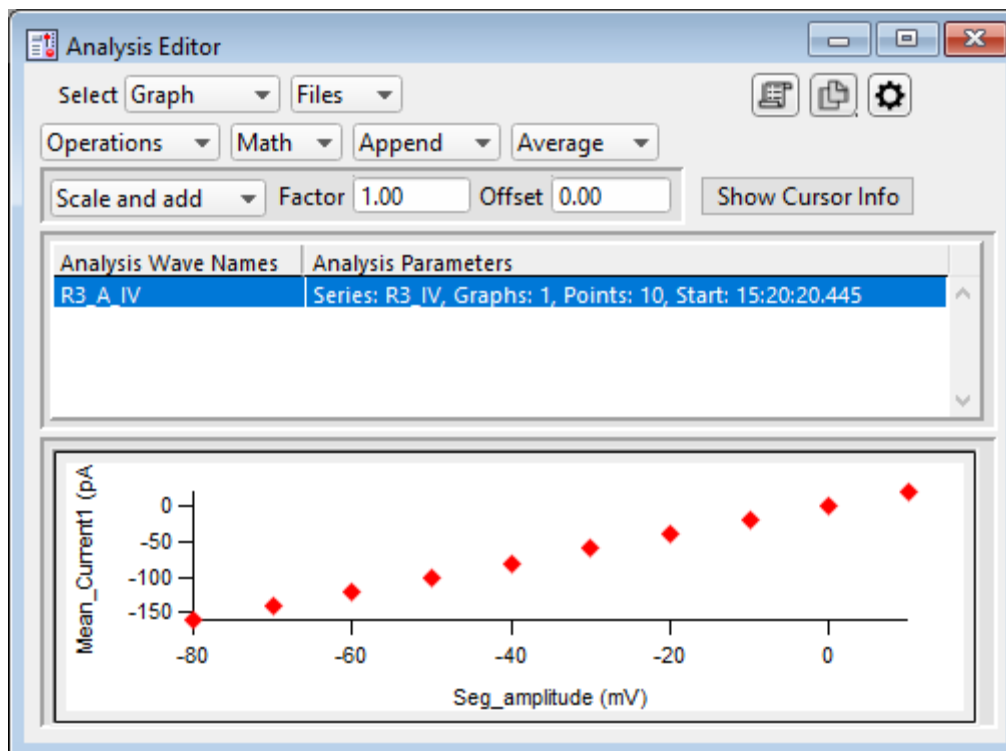 Analysis Editor
Select Graph Files
Operations Math Append Average
Scale and add Factor 1.00 Offset 0.00 Show Cursor Info
Analysis Wave Names Analysis Parameters
R3_A_IV Series: R3_IV, Graphs: 1, Points: 10, Start: 15:20:20.445
Mean_Current1 (pA
0
-50
-100
-150
-80 -60 -40 -20 0
Seg_amplitude (mV)